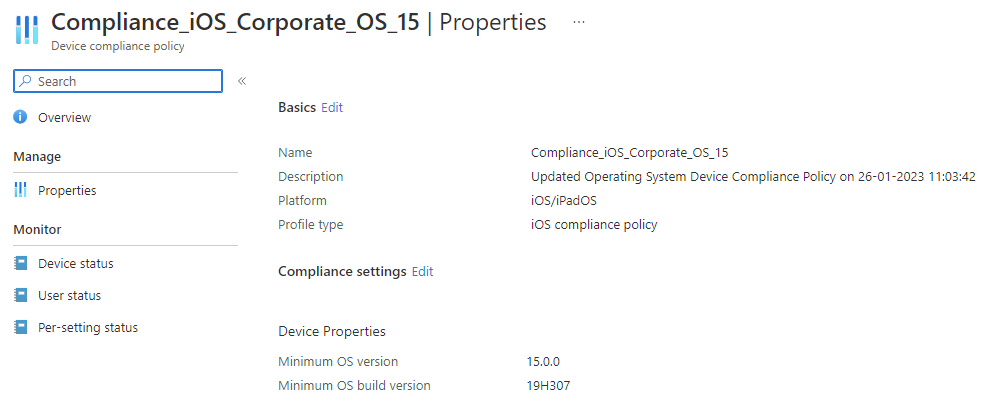 Compliance_iOS_Corporate_OS_15 | Properties ...
Device compliance policy
Search
«
Overview
Manage
Properties
Monitor
Device status
User status
Per-setting status
Basics Edit
Name Compliance_iOS_Corporate_OS_15
Description Updated Operating System Device Compliance Policy on 26-01-2023 11:03:42
Platform iOS/iPadOS
Profile type iOS compliance policy
Compliance settings Edit
Device Properties
Minimum OS version 15.0.0
Minimum OS build version 19H307